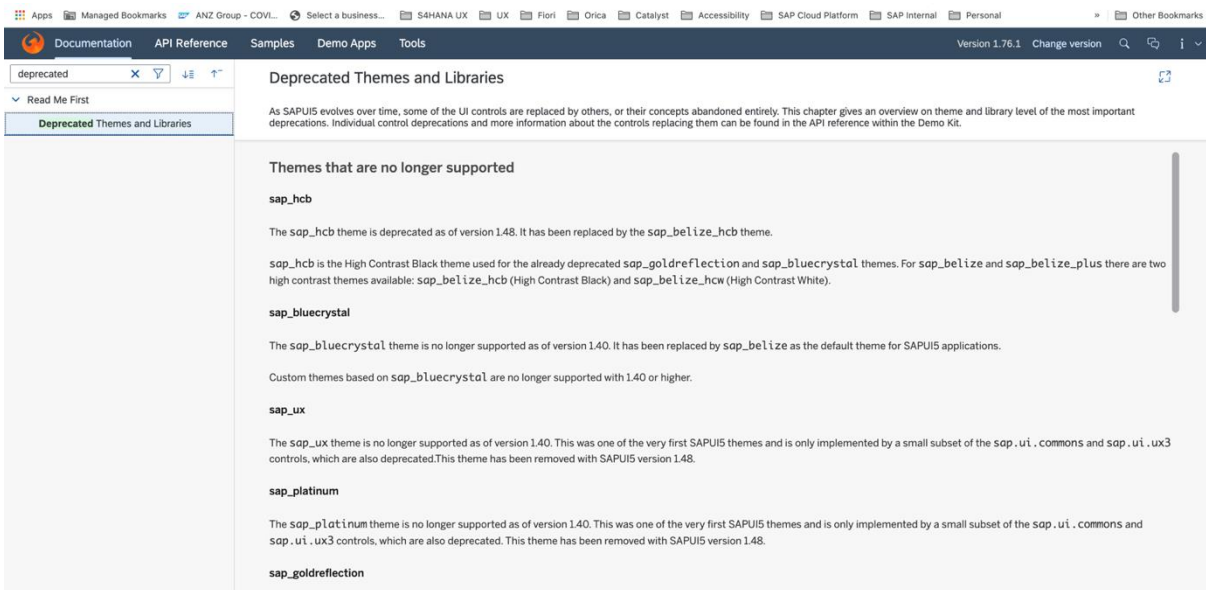 Apps Managed Bookmarks ANZ Group - COVI... Select a business... S4HANA UX UX Fiori Orica Catalyst Accessibility SAP Cloud Platform SAP Internal Personal » Other Bookmarks
Documentation API Reference Samples Demo Apps Tools Version 1.76.1 Change version
deprecated
Read Me First
Deprecated Themes and Libraries
Deprecated Themes and Libraries
As SAPUI5 evolves over time, some of the UI controls are replaced by others, or their concepts abandoned entirely. This chapter gives an overview on theme and library level of the most important
deprecations. Individual control deprecations and more information about the controls replacing them can be found in the API reference within the Demo Kit.
Themes that are no longer supported
sap_hcb
The sap_hcb theme is deprecated as of version 1.48. It has been replaced by the sap_belize_hcb theme.
sap_hcb is the High Contrast Black theme used for the already deprecated sap_goldreflection and sap_bluecrystal themes. For sap_belize and sap_belize_plus there are two
high contrast themes available: sap_belize_hcb (High Contrast Black) and sap_belize_hcw (High Contrast White).
sap_bluecrystal
The sap_bluecrystal theme is no longer supported as of version 1.40. It has been replaced by sap_belize as the default theme for SAPUI5 applications.
Custom themes based on sap_bluecrystal are no longer supported with 1.40 or higher.
sap_ux
The sap_ux theme is no longer supported as of version 1.40. This was one of the very first SAPUI5 themes and is only implemented by a small subset of the sap.ui.commons and sap.ui.ux3
controls, which are also deprecated.This theme has been removed with SAPUI5 version 1.48.
sap_platinum
The sap_platinum theme is no longer supported as of version 1.40. This was one of the very first SAPUI5 themes and is only implemented by a small subset of the sap.ui.commons and
sap.ui.ux3 controls, which are also deprecated. This theme has been removed with SAPUI5 version 1.48.
sap_goldreflection